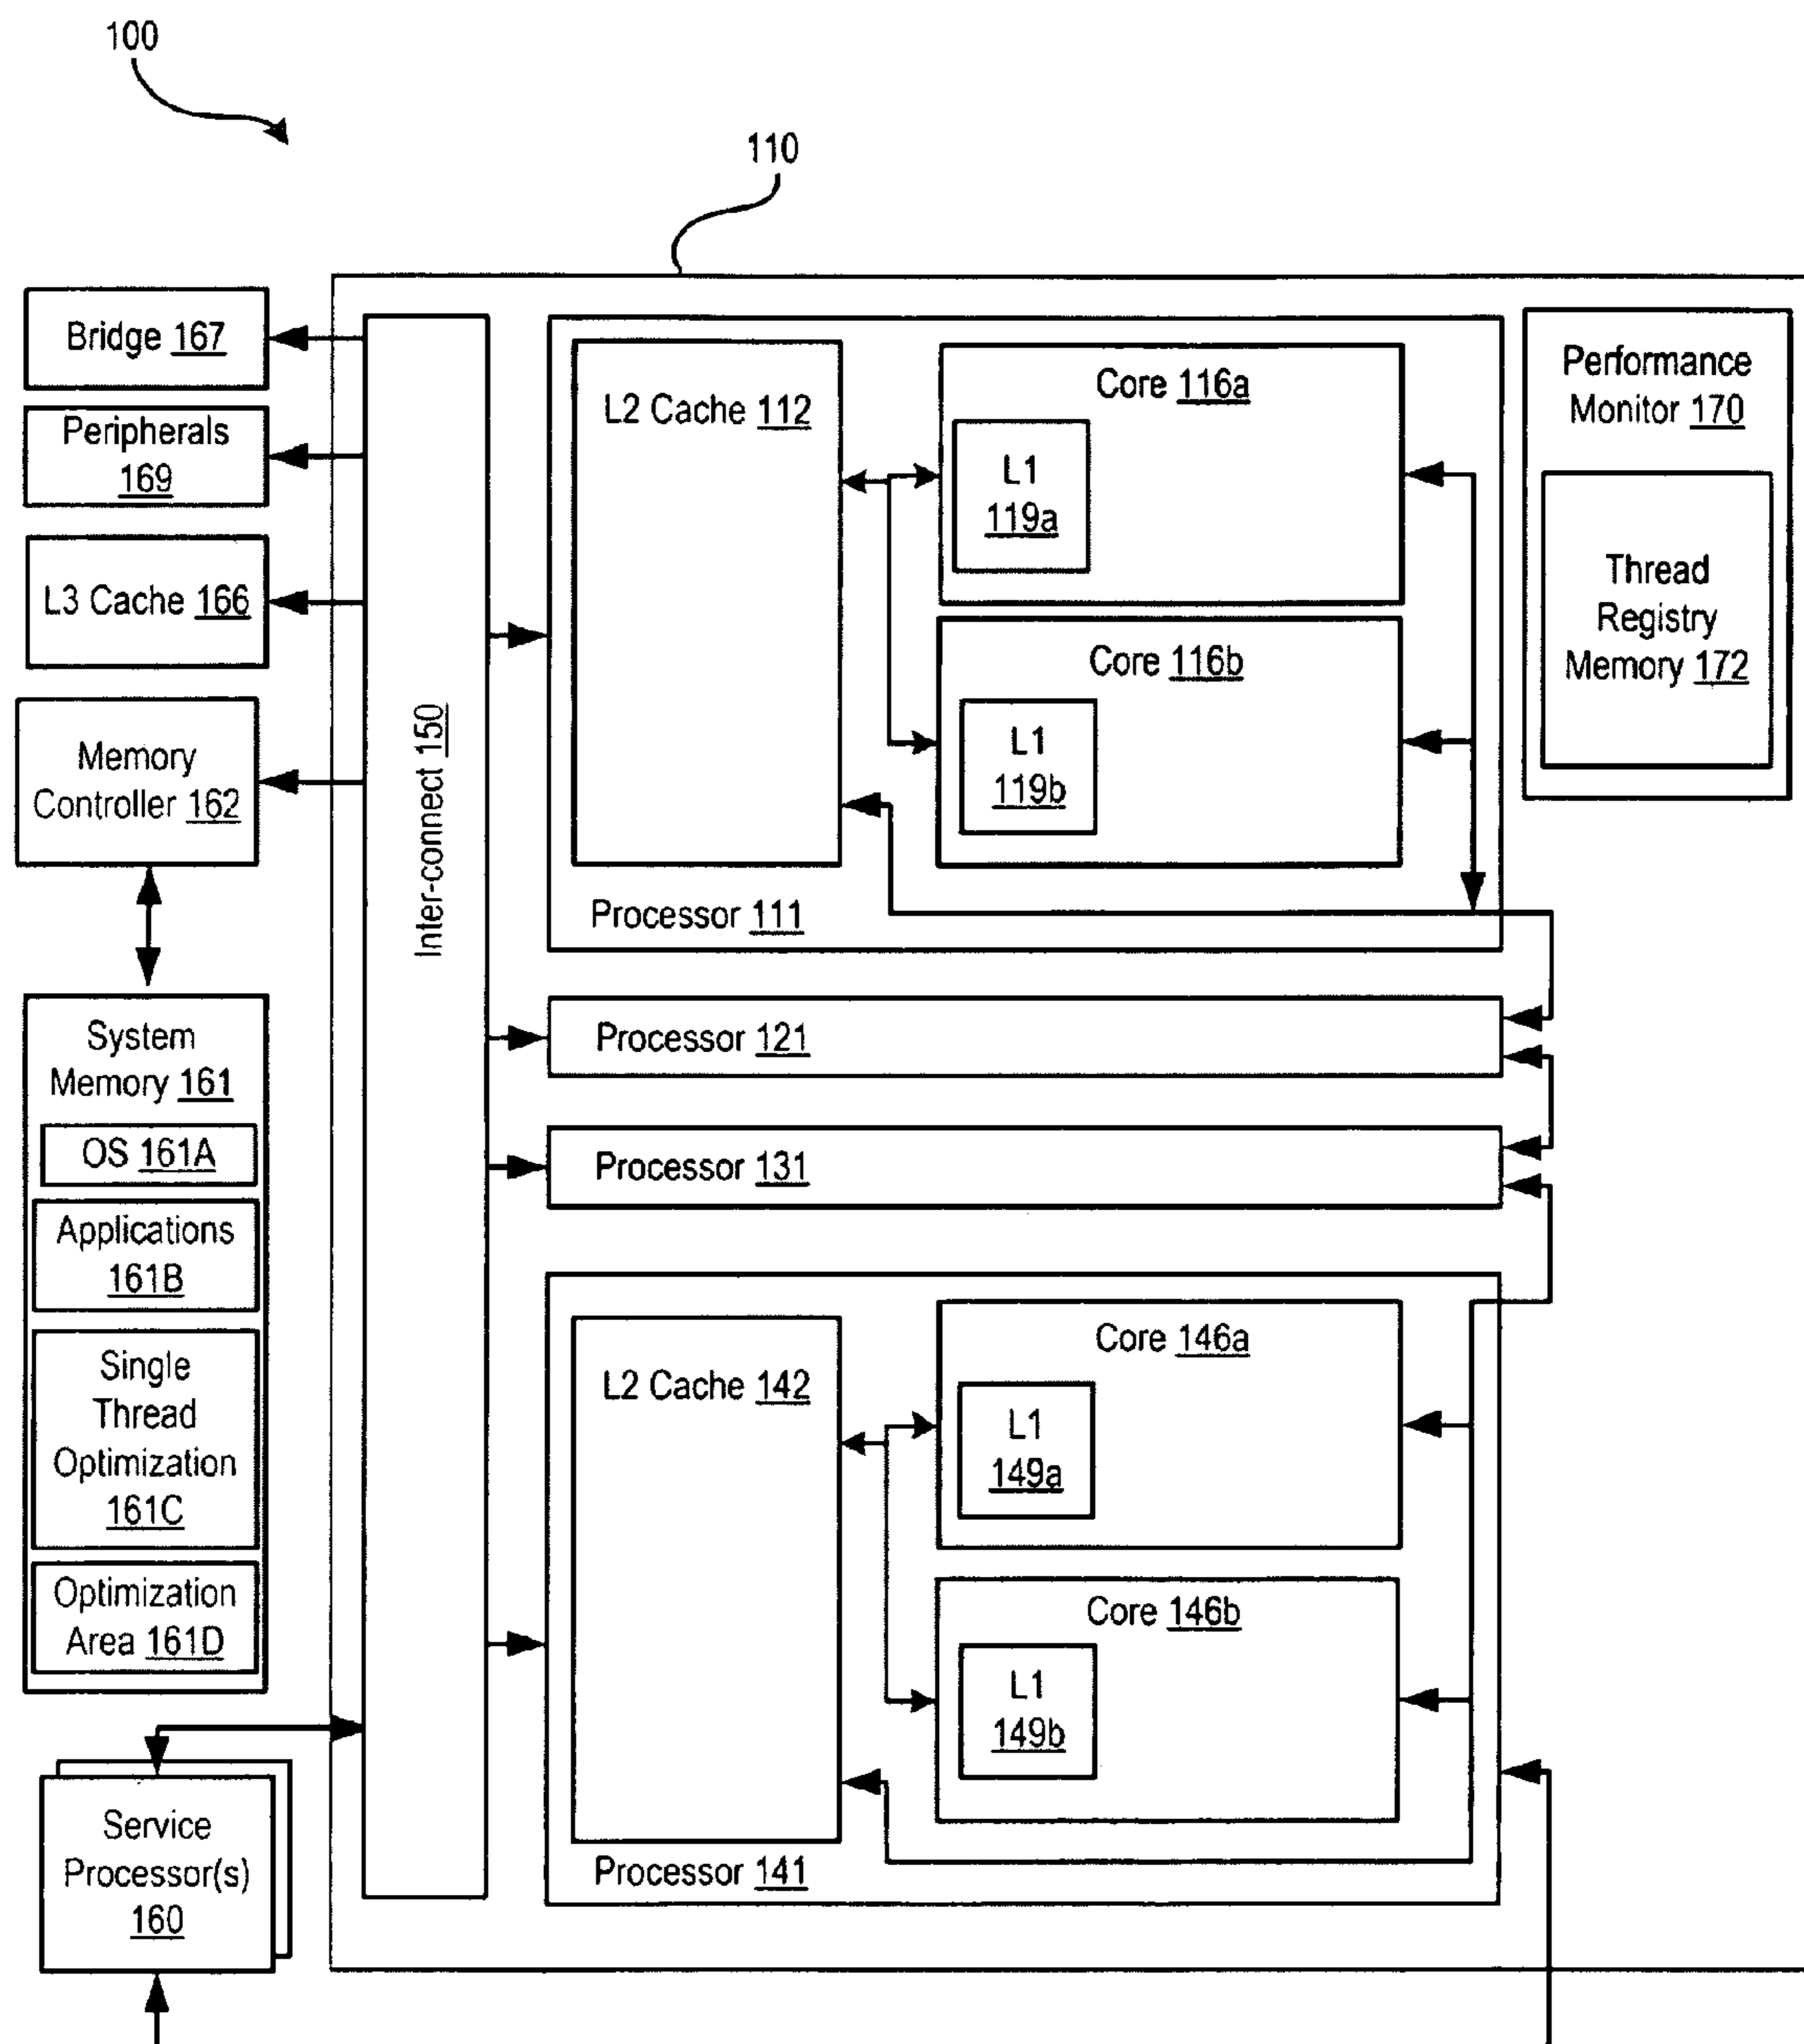 100
110
Bridge 167
Peripherals
169
L3 Cache 166
Memory
Controller 162
System
Memory 161
OS 161A
Applications
161B
Single
Thread
Optimization
161C
Optimization
Area 161D
Service
Processor(s)
160
Inter-connect 150
L2 Cache 112
Core 116a
L1
119a
Core 116b
L1
119b
Processor 111
Performance
Monitor 170
Thread
Registry
Memory 172
Processor 121
Processor 131
L2 Cache 142
Core 146a
L1
149a
Core 146b
L1
149b
Processor 141